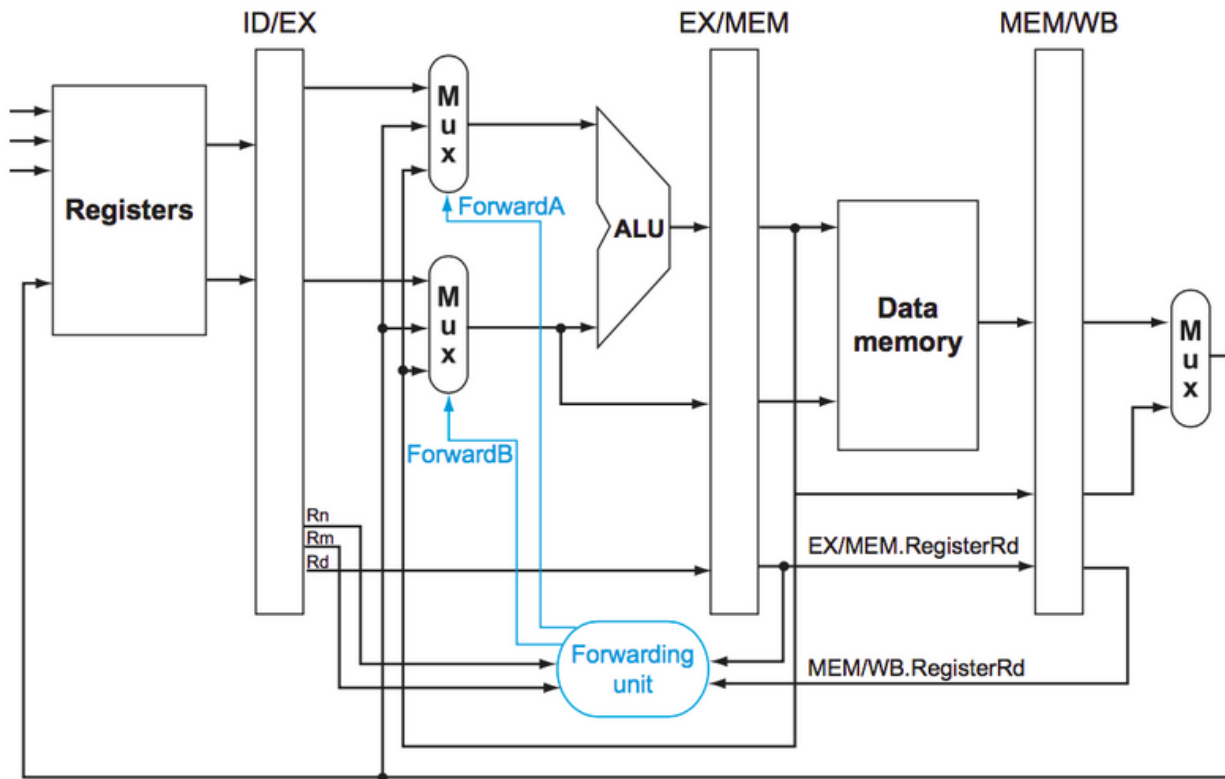 ID/EX
EX/MEM
MEM/WB
M
u
x
Registers
ForwardA
ALU
M
u
x
Data
memory
M
u
x
ForwardB
Rn
Rm
Rd
EX/MEM.RegisterRd
Forwarding
unit
MEM/WB.RegisterRd